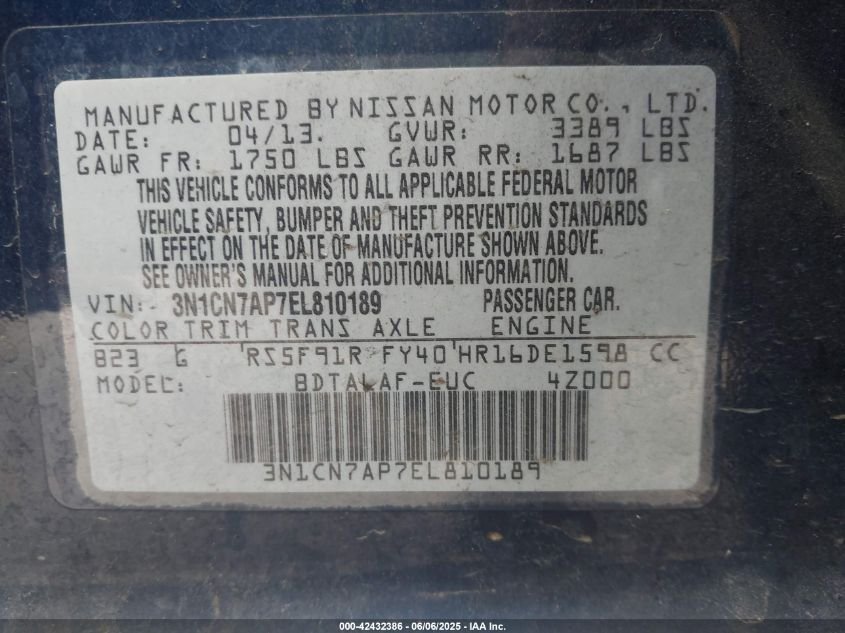 MANUFACTURED BY NISSAN MOTOR CO., LTD.
DATE: 04/13. GVWR: 3389 LBS
GAWR FR: 1750 LBS GAWR RR: 1687 LBS
THIS VEHICLE CONFORMS TO ALL APPLICABLE FEDERAL MOTOR
VEHICLE SAFETY, BUMPER AND THEFT PREVENTION STANDARDS
IN EFFECT ON THE DATE OF MANUFACTURE SHOWN ABOVE.
SEE OWNER'S MANUAL FOR ADDITIONAL INFORMATION.
VIN: 3N1CN7AP7EL810189 PASSENGER CAR.
COLOR TRIM TRANS AXLE ENGINE
823 G RS5F91R FY40 HR16DE1598 CC
MODEL: BDTALAF-EUC 4Z000
3N1CN7AP7EL810189
000-42432386 - 06/06/2025 - IAA Inc.